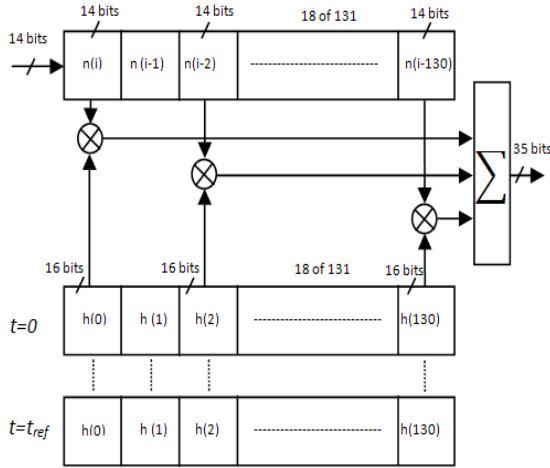 14 bits 14 bits 14 bits 18 of 131 14 bits
n(i) n (i-1) n(i-2) n(i-130)
35 bits
∑
16 bits 16 bits 18 of 131 16 bits
t=0 h(0) h (1) h(2) h(130)
t=tref h(0) h (1) h(2) h(130)